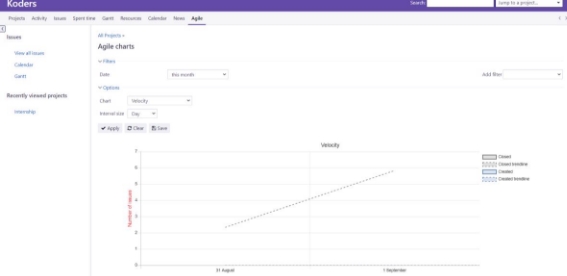 Koders
Search: Jump to a project...
Projects Activity Issues Spent time Gantt Resources Calendar News Agile
Issues
View all issues
Calendar
Gantt
Recently viewed projects
Internship
All Projects »
Agile charts
Filters
Date this month Add filter
Options
Chart Velocity
Interval size Day
Apply Clear Save
Velocity
Number of issues
7
6
5
4
3
2
1
0
31 August 1 September
Closed
Closed trendline
Created
Created trendline